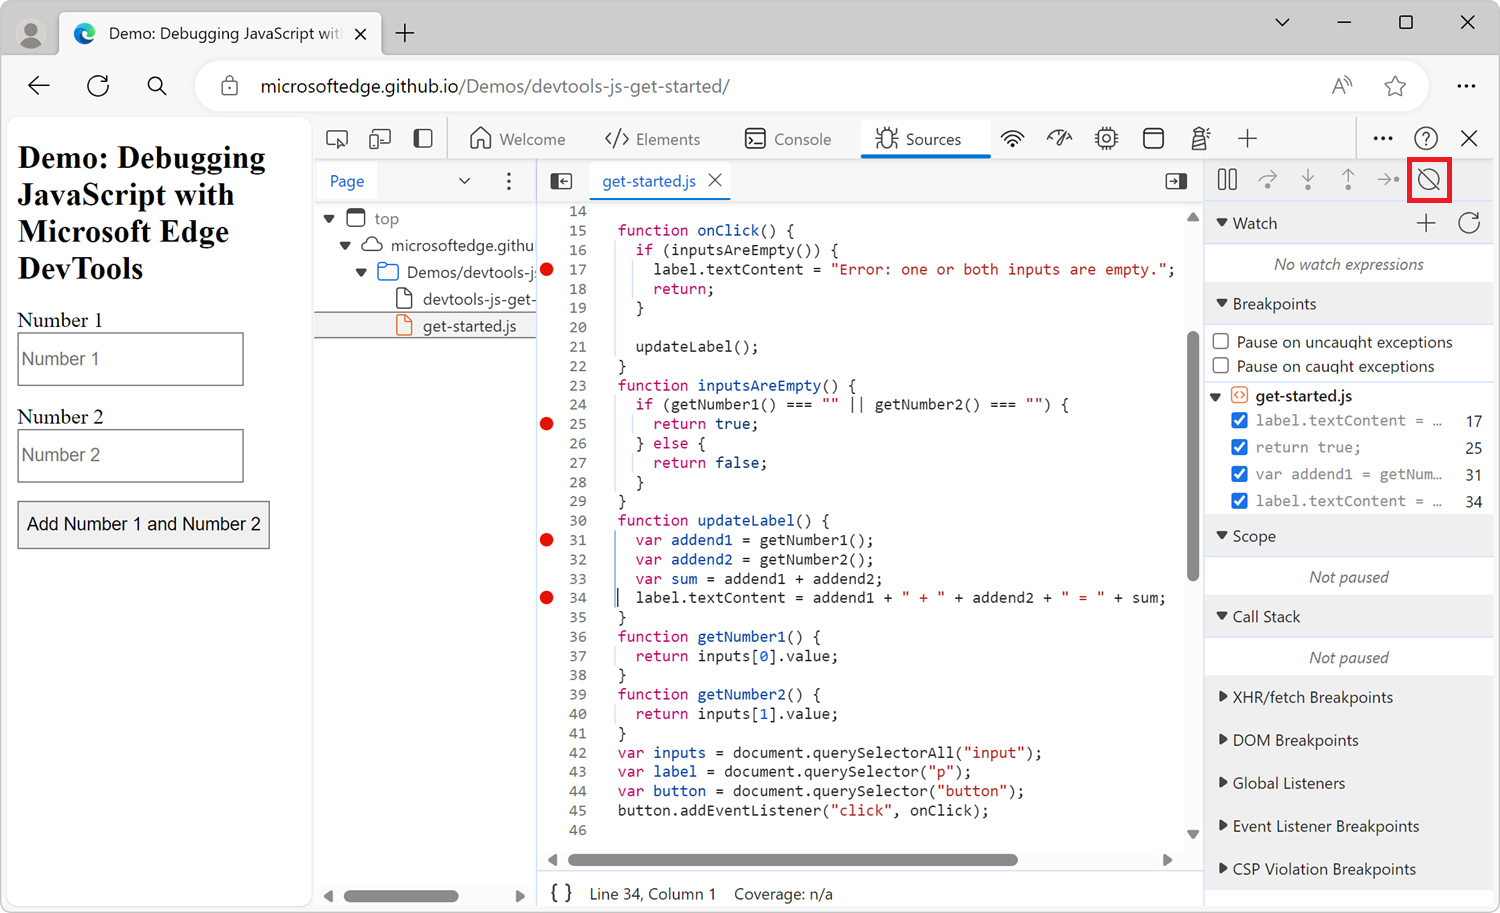 Demo: Debugging JavaScript wit
microsoftedge.github.io/Demos/devtools-js-get-started/
Demo: Debugging
JavaScript with
Microsoft Edge
DevTools
Number 1
Number 1
Number 2
Number 2
Add Number 1 and Number 2
Welcome
Elements
Console
Sources
Page
top
microsoftedge.githu
Demos/devtools-j
devtools-js-get-
get-started.js
get-started.js
14
15 function onClick() {
16 if (inputsAreEmpty()) {
17 label.textContent = "Error: one or both inputs are empty.";
18 return;
19 }
20
21 updateLabel();
22 }
23 function inputsAreEmpty() {
24 if (getNumber1() === "" || getNumber2() === "") {
25 return true;
26 } else {
27 return false;
28 }
29 }
30 function updateLabel() {
31 var addend1 = getNumber1();
32 var addend2 = getNumber2();
33 var sum = addend1 + addend2;
34 label.textContent = addend1 + " + " + addend2 + " = " + sum;
35 }
36 function getNumber1() {
37 return inputs[0].value;
38 }
39 function getNumber2() {
40 return inputs[1].value;
41 }
42 var inputs = document.querySelectorAll("input");
43 var label = document.querySelector("p");
44 var button = document.querySelector("button");
45 button.addEventListener("click", onClick);
46
{ } Line 34, Column 1 Coverage: n/a
Watch
No watch expressions
Breakpoints
Pause on uncaught exceptions
Pause on caught exceptions
get-started.js
label.textContent = … 17
return true; 25
var addend1 = getNum… 31
label.textContent = … 34
Scope
Not paused
Call Stack
Not paused
XHR/fetch Breakpoints
DOM Breakpoints
Global Listeners
Event Listener Breakpoints
CSP Violation Breakpoints